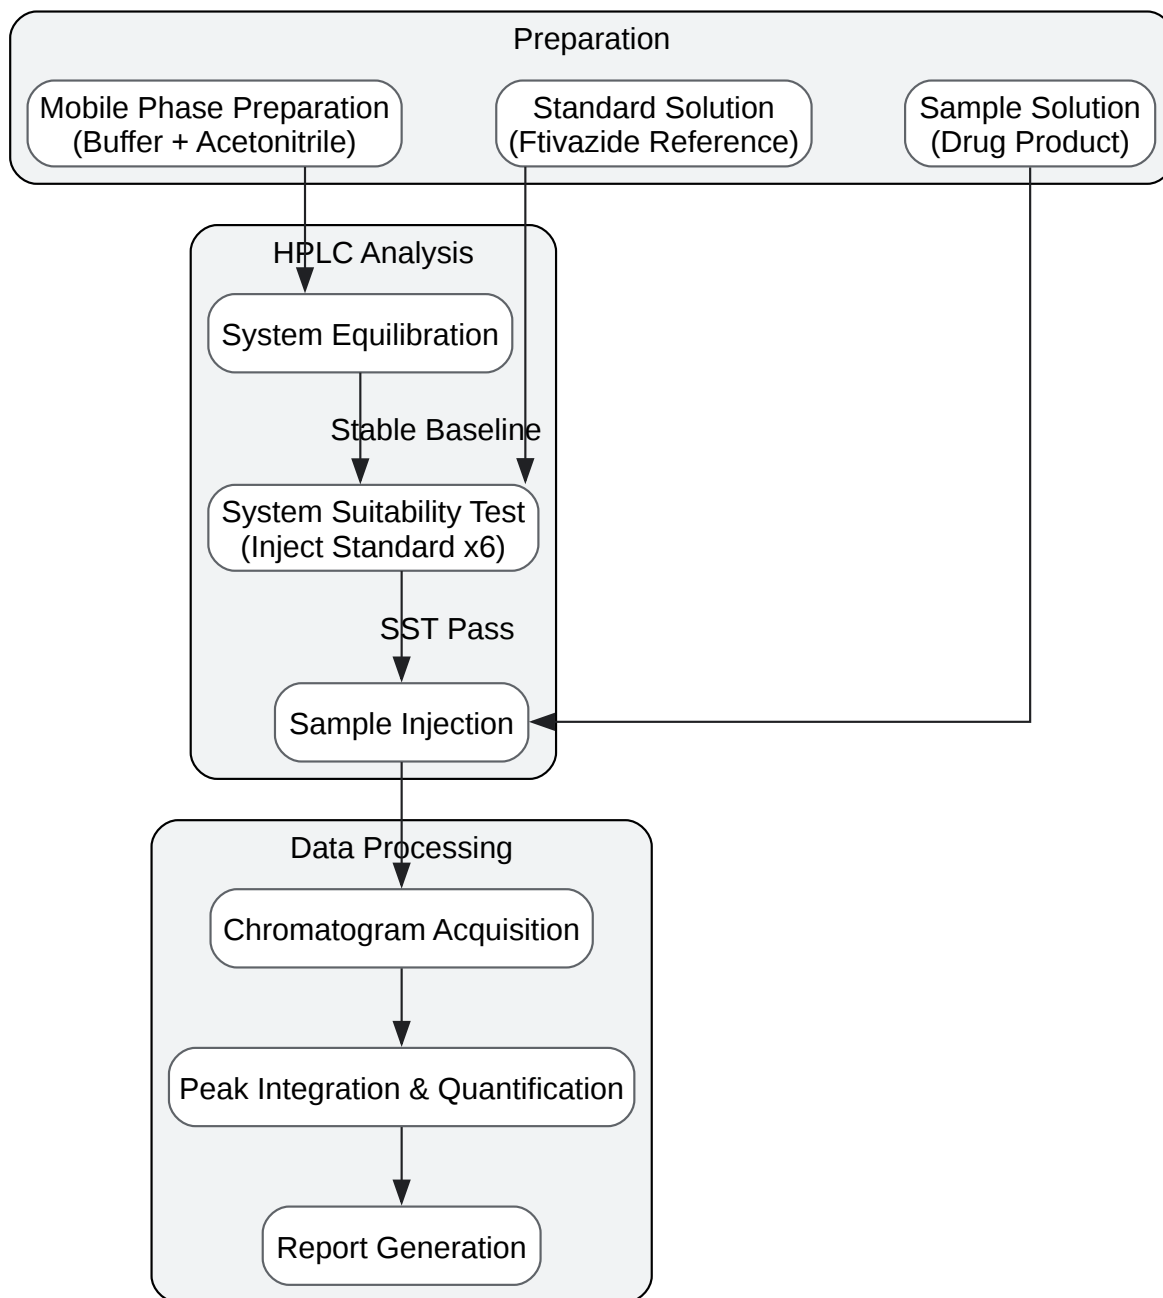 Preparation
Mobile Phase Preparation
(Buffer + Acetonitrile)
Standard Solution
(Ftivazide Reference)
Sample Solution
(Drug Product)
HPLC Analysis
System Equilibration
Stable Baseline
System Suitability Test
(Inject Standard x6)
SST Pass
Sample Injection
Data Processing
Chromatogram Acquisition
Peak Integration & Quantification
Report Generation